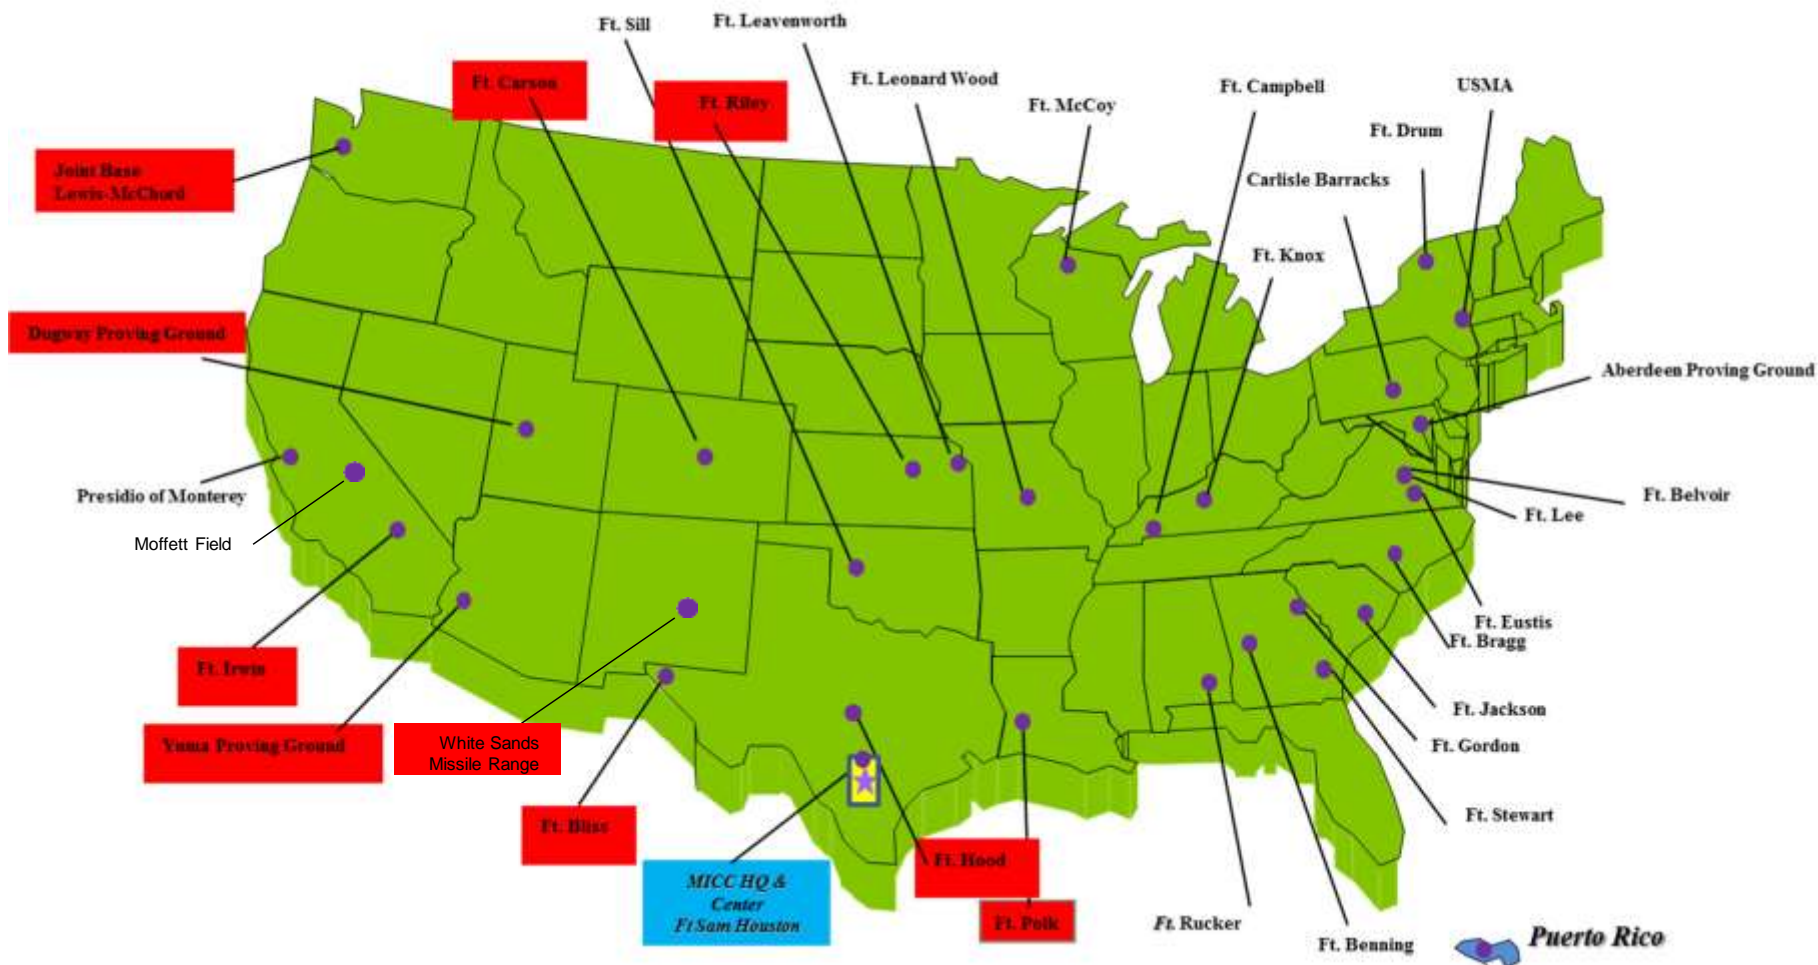 Ft. Sill
Ft. Leavenworth
Ft. Carson
Ft. Riley
Ft. Leonard Wood
Ft. McCoy
Ft. Campbell
USMA
Ft. Drum
Joint Base
Lewis-McChord
Carlisle Barracks
Ft. Knox
Dugway Proving Ground
Aberdeen Proving Ground
Presidio of Monterey
Ft. Belvoir
Ft. Lee
Moffett Field
Ft. Eustis
Ft. Bragg
Ft. Irwin
Ft. Jackson
Yuma Proving Ground
White Sands
Missile Range
Ft. Gordon
Ft. Stewart
Ft. Bliss
Ft. Hood
MICC HQ &
Center
Ft Sam Houston
Ft. Polk
Ft. Rucker
Ft. Benning
Puerto Rico